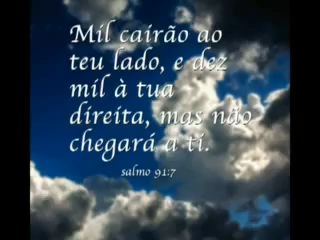 Mil cairão ao
teu lado, e dez
mil à tua
direita, mas não
chegará a ti.
salmo 91:7